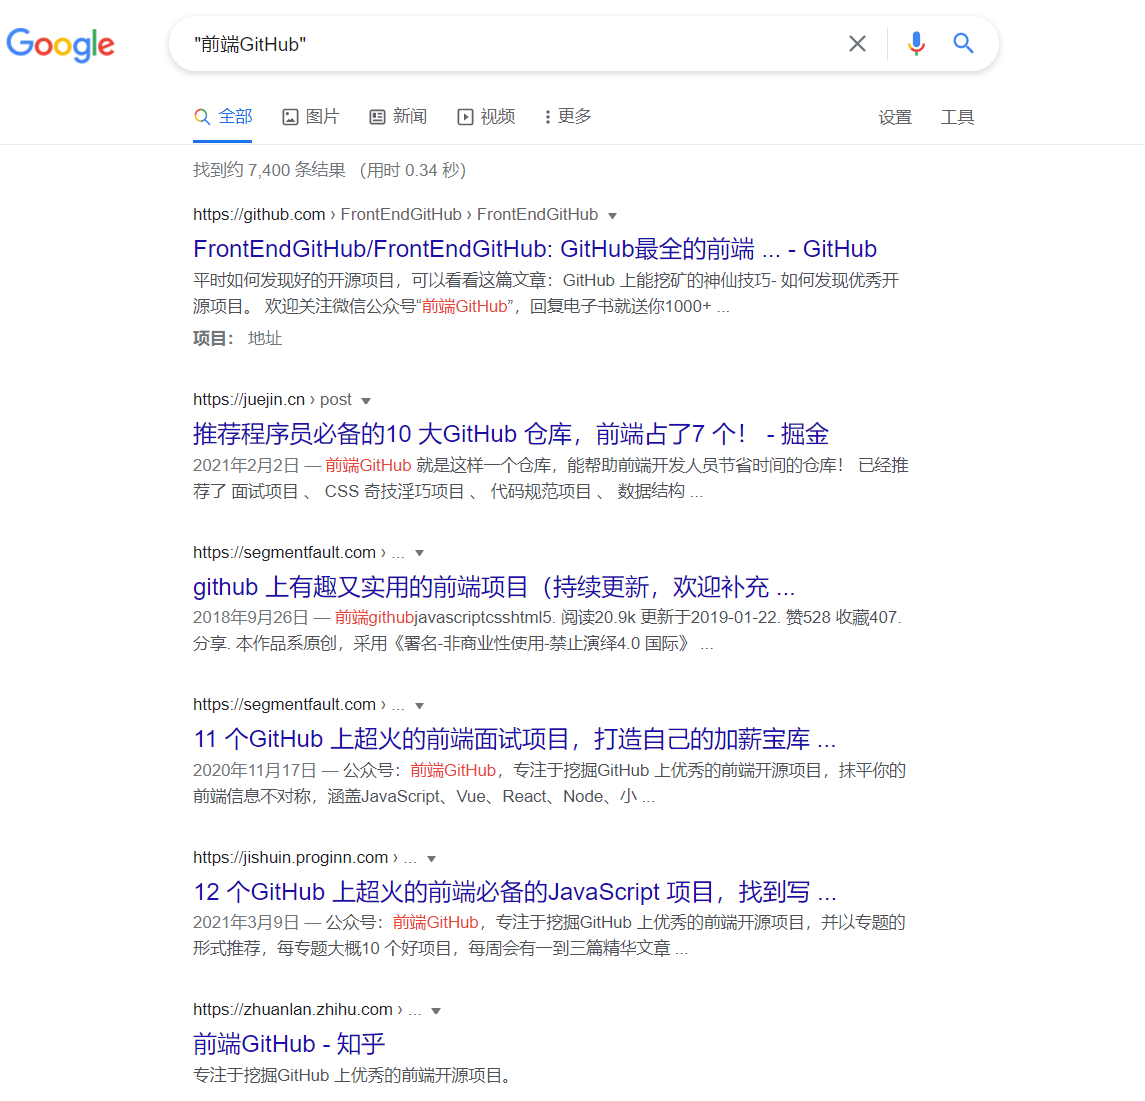 Google
"前端GitHub"
全部 图片 新闻 视频 更多 设置 工具
找到约 7,400 条结果 （用时 0.34 秒）
https://github.com › FrontEndGitHub › FrontEndGitHub
FrontEndGitHub/FrontEndGitHub: GitHub最全的前端 ... - GitHub
平时如何发现好的开源项目，可以看看这篇文章：GitHub 上能挖矿的神仙技巧- 如何发现优秀开
源项目。 欢迎关注微信公众号“前端GitHub”，回复电子书就送你1000+ ...
项目： 地址
https://juejin.cn › post
推荐程序员必备的10 大GitHub 仓库，前端占了7 个！ - 掘金
2021年2月2日 — 前端GitHub 就是这样一个仓库，能帮助前端开发人员节省时间的仓库！ 已经推
荐了 面试项目 、 CSS 奇技淫巧项目 、 代码规范项目 、 数据结构 ...
https://segmentfault.com › ...
github 上有趣又实用的前端项目（持续更新，欢迎补充 ...
2018年9月26日 — 前端githubjavascriptcsshtml5. 阅读20.9k 更新于2019-01-22. 赞528 收藏407.
分享. 本作品系原创，采用《署名-非商业性使用-禁止演绎4.0 国际》 ...
https://segmentfault.com › ...
11 个GitHub 上超火的前端面试项目，打造自己的加薪宝库 ...
2020年11月17日 — 公众号：前端GitHub，专注于挖掘GitHub 上优秀的前端开源项目，抹平你的
前端信息不对称，涵盖JavaScript、Vue、React、Node、小 ...
https://jishuin.proginn.com › ...
12 个GitHub 上超火的前端必备的JavaScript 项目，找到写 ...
2021年3月9日 — 公众号：前端GitHub，专注于挖掘GitHub 上优秀的前端开源项目，并以专题的
形式推荐，每专题大概10 个好项目，每周会有一到三篇精华文章 ...
https://zhuanlan.zhihu.com › ...
前端GitHub - 知乎
专注于挖掘GitHub 上优秀的前端开源项目。